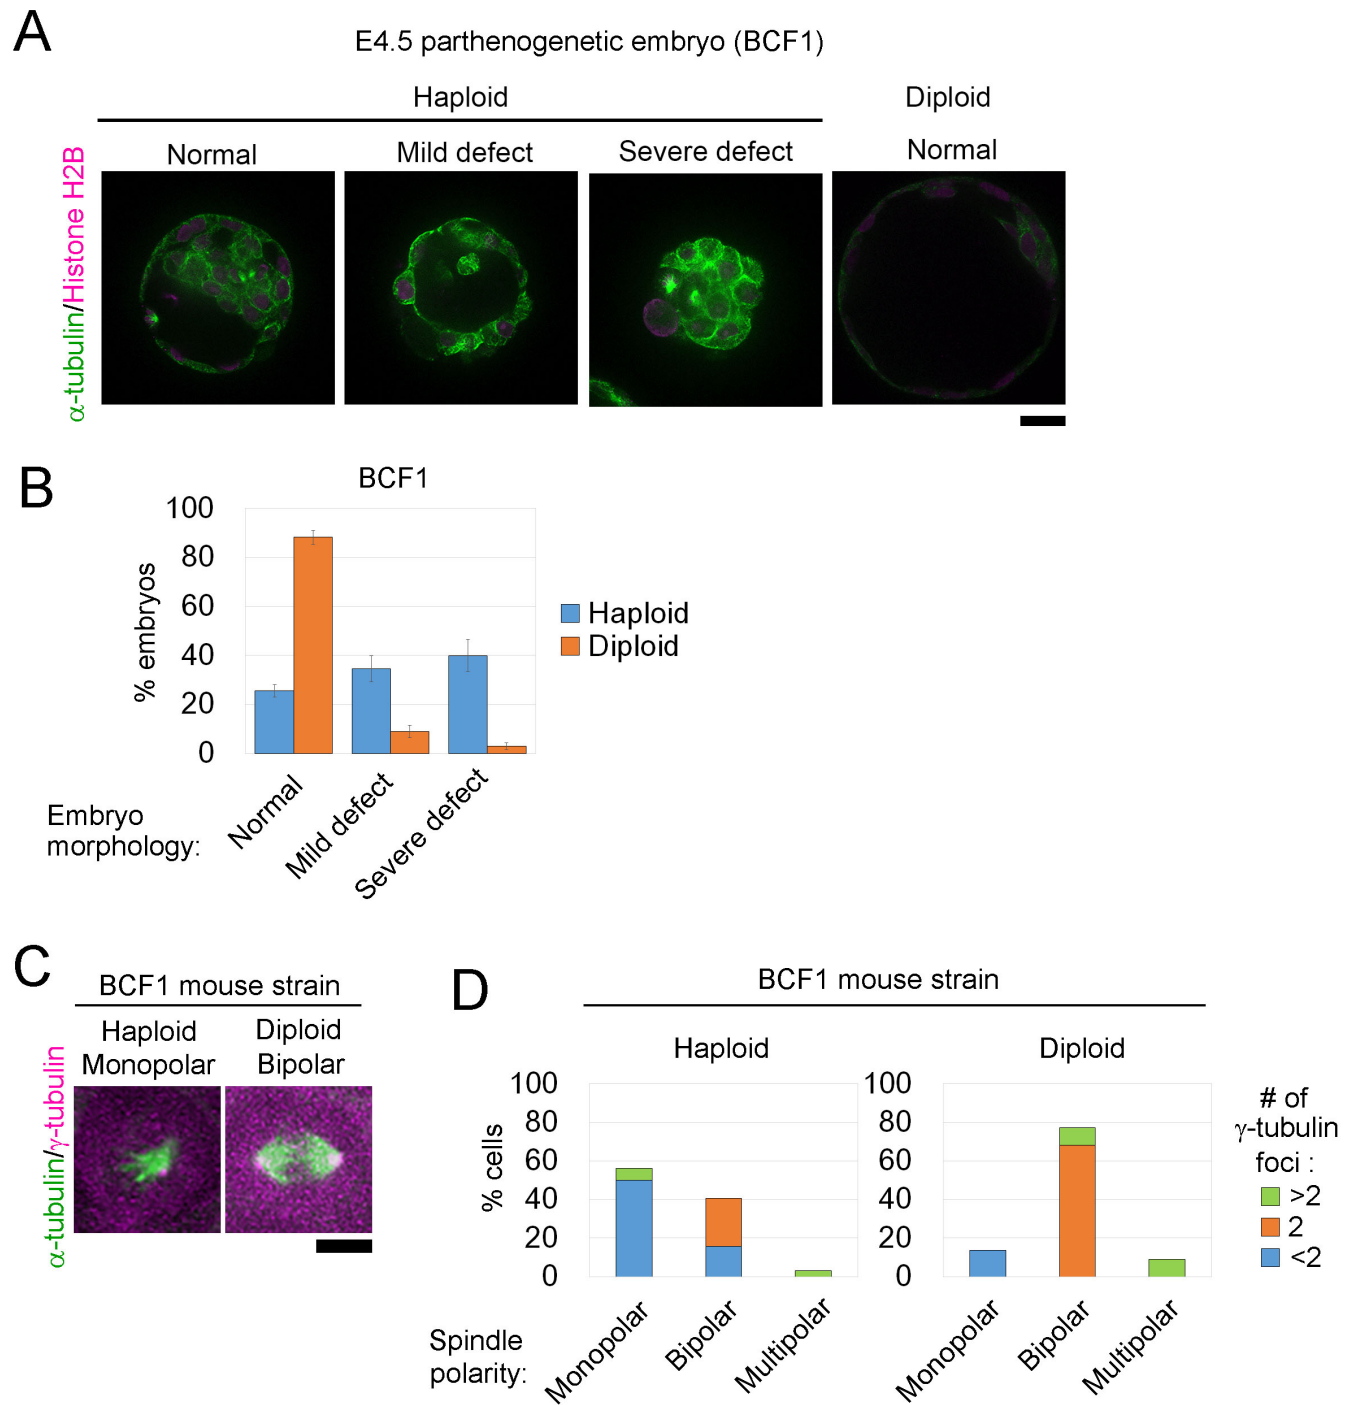 A
E4.5 parthenogenetic embryo (BCF1)
Haploid
Diploid
Normal
Mild defect
Severe defect
Normal
α-tubulin/Histone H2B
B
BCF1
100
80
60
40
20
0
% embryos
Haploid
Diploid
Embryo
morphology:
Normal
Mild defect
Severe defect
C
BCF1 mouse strain
Haploid
Monopolar
Diploid
Bipolar
α-tubulin/γ-tubulin
D
BCF1 mouse strain
Haploid
Diploid
100
80
60
40
20
0
% cells
100
80
60
40
20
0
# of
γ-tubulin
foci :
>2
2
<2
Spindle
polarity:
Monopolar
Bipolar
Multipolar
Monopolar
Bipolar
Multipolar